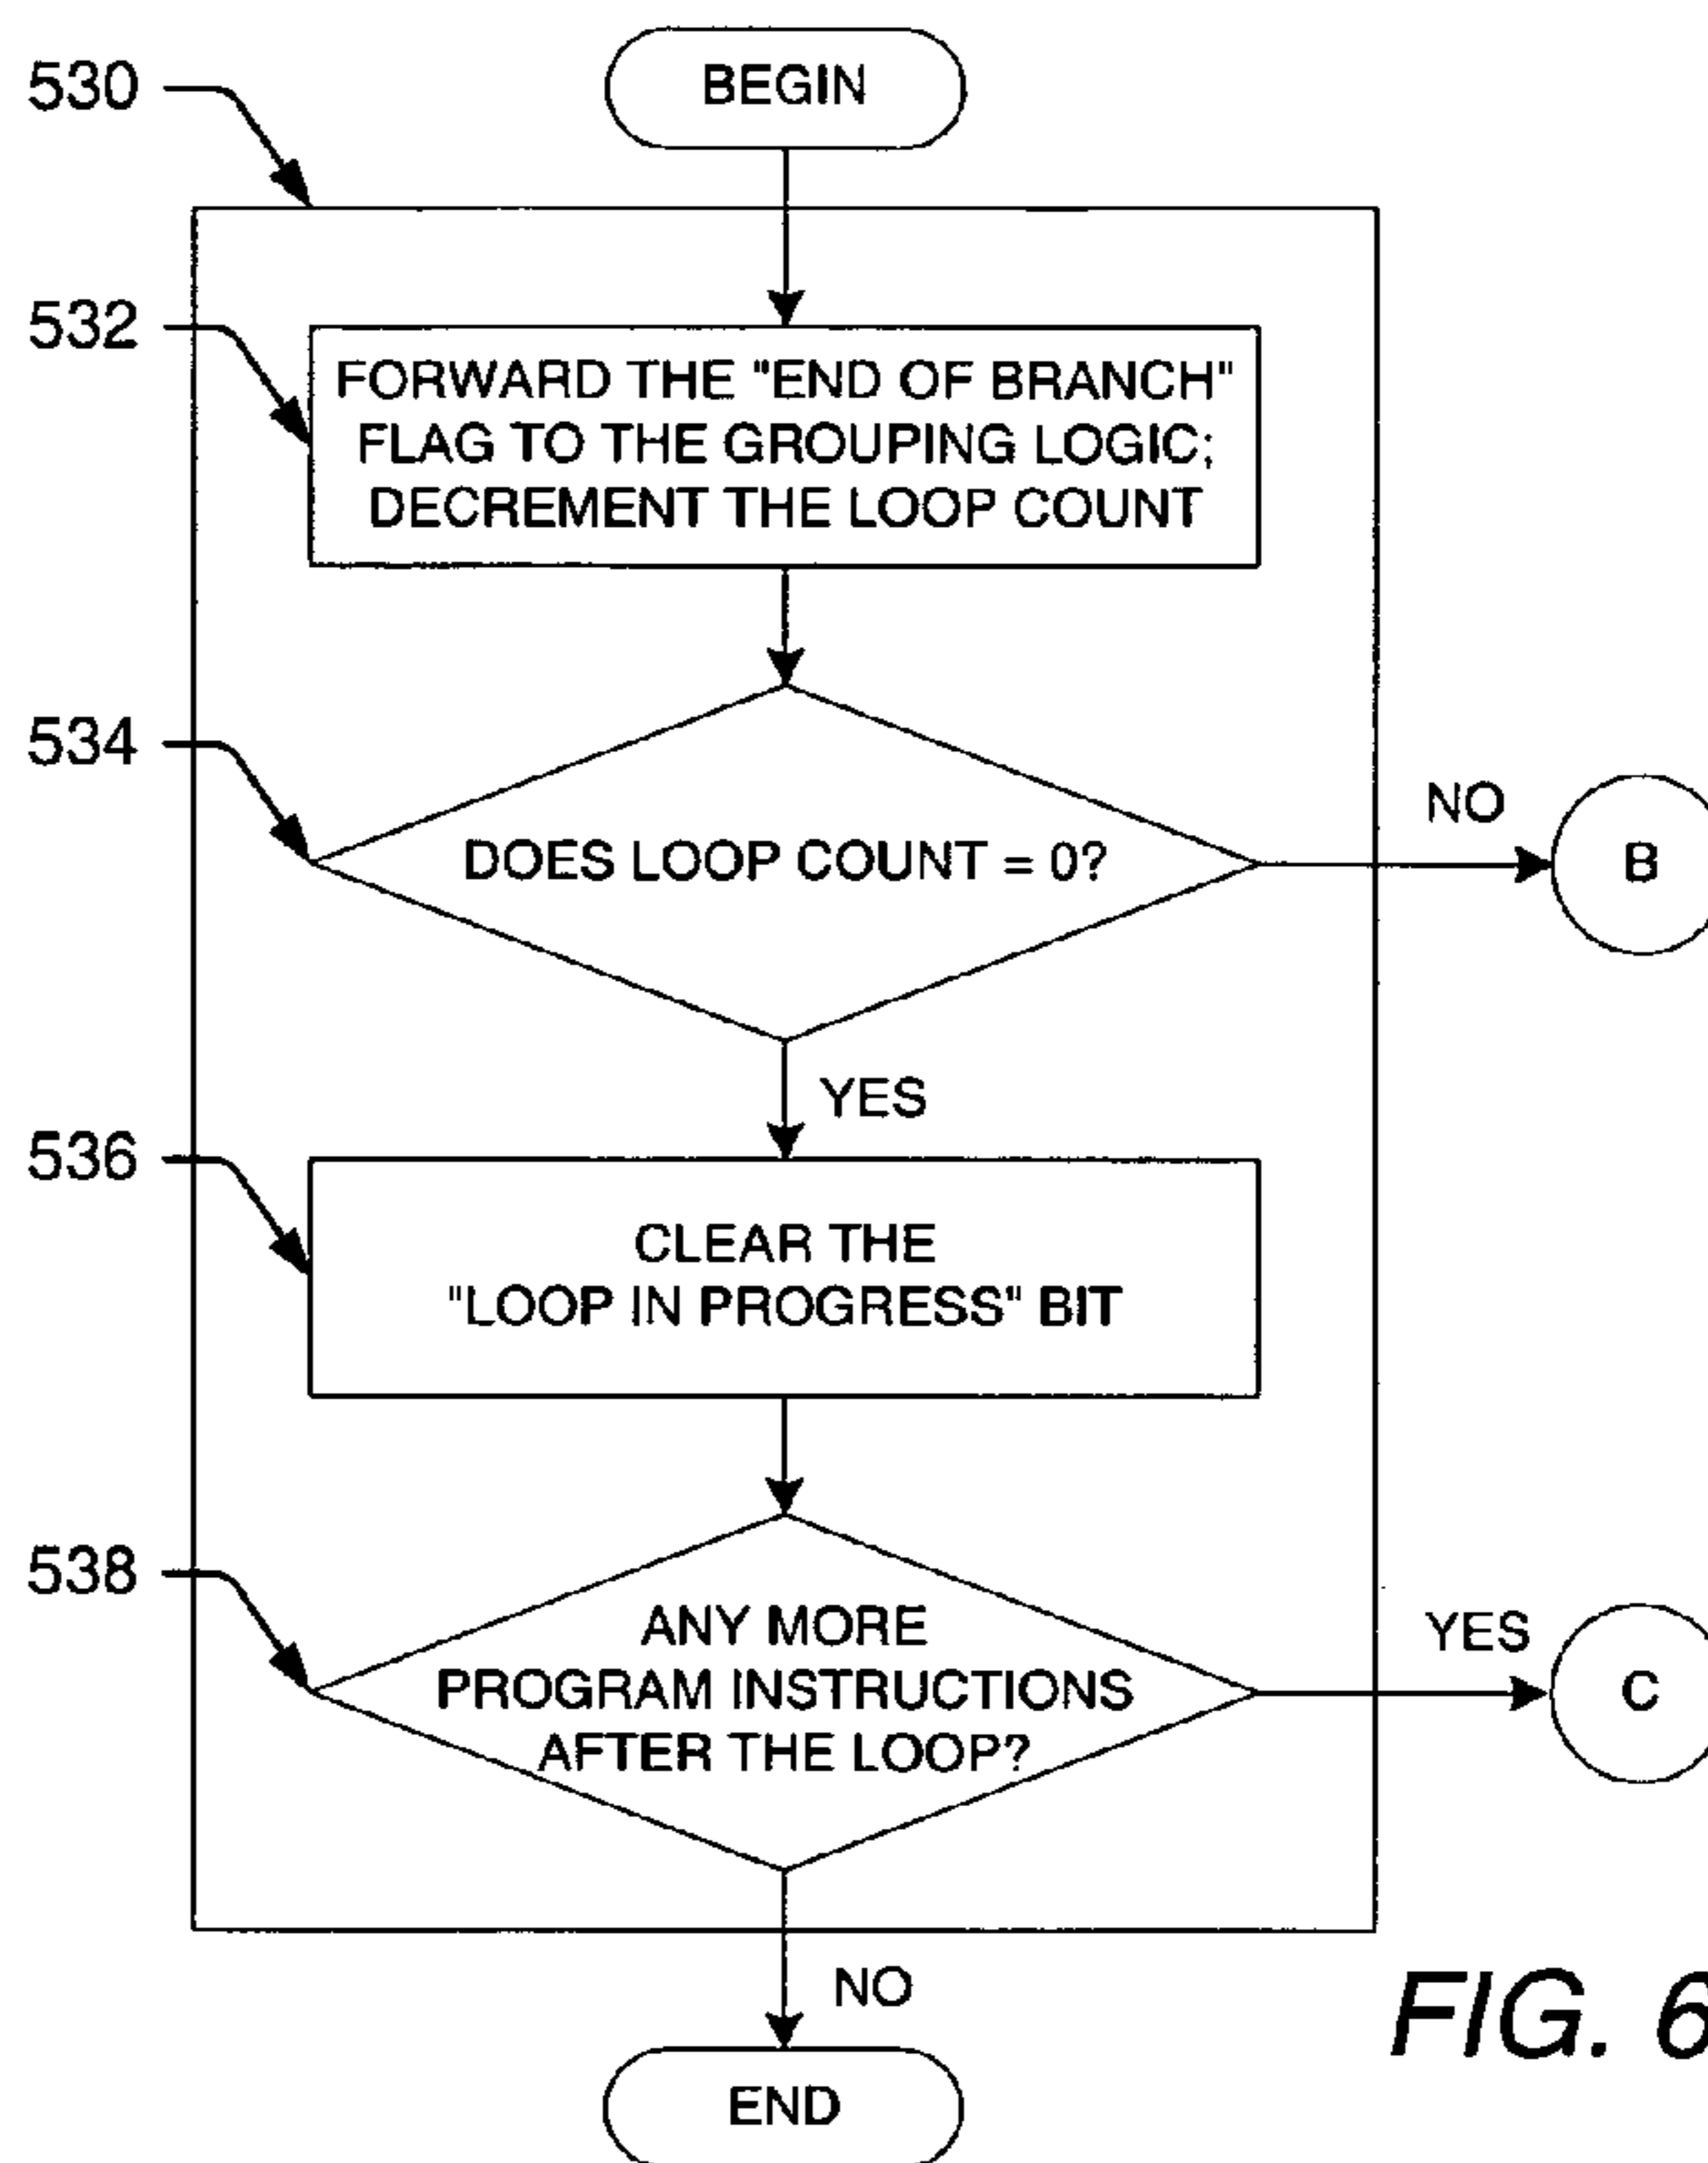 BEGIN
530
532
FORWARD THE "END OF BRANCH"
FLAG TO THE GROUPING LOGIC;
DECREMENT THE LOOP COUNT
534
DOES LOOP COUNT = 0?
NO
B
YES
536
CLEAR THE
"LOOP IN PROGRESS" BIT
538
ANY MORE
PROGRAM INSTRUCTIONS
AFTER THE LOOP?
YES
C
NO
END
FIG. 6